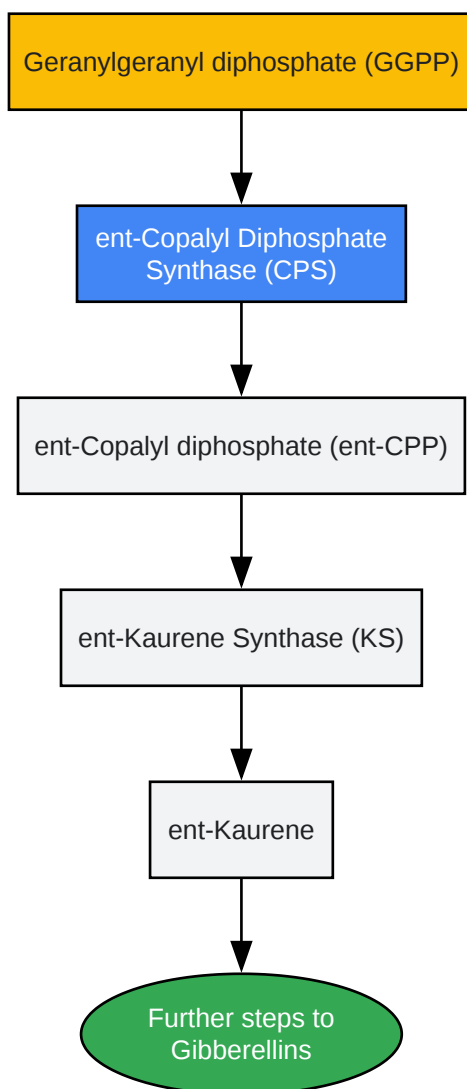 Geranylgeranyl diphosphate (GGPP)
ent-Copalyl Diphosphate
Synthase (CPS)
ent-Copalyl diphosphate (ent-CPP)
ent-Kaurene Synthase (KS)
ent-Kaurene
Further steps to
Gibberellins